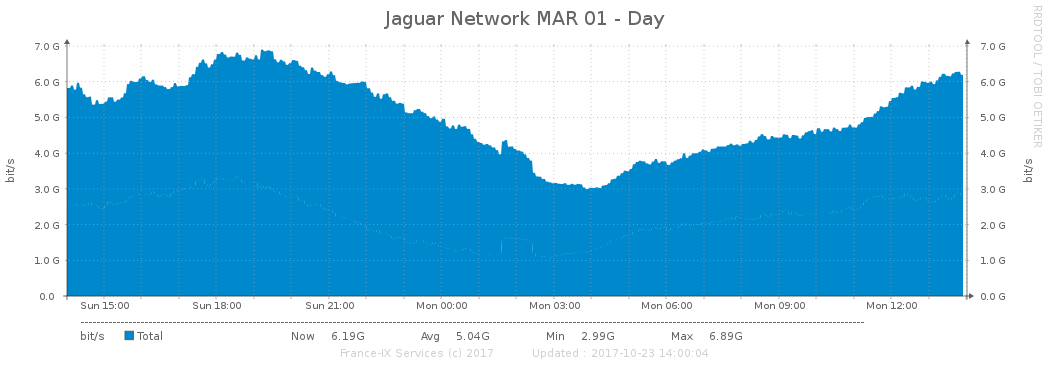 Jaguar Network MAR 01 - Day
RRDTOOL / TOBI OETIKER
7.0 G 7.0 G
6.0 G 6.0 G
5.0 G 5.0 G
4.0 G 4.0 G
bit/s bit/s
3.0 G 3.0 G
2.0 G 2.0 G
1.0 G 1.0 G
0.0 0.0 G
Sun 15:00 Sun 18:00 Sun 21:00 Mon 00:00 Mon 03:00 Mon 06:00 Mon 09:00 Mon 12:00
bit/s Total Now 6.19G Avg 5.04G Min 2.99G Max 6.89G
France-IX Services (c) 2017 Updated : 2017-10-23 14:00:04